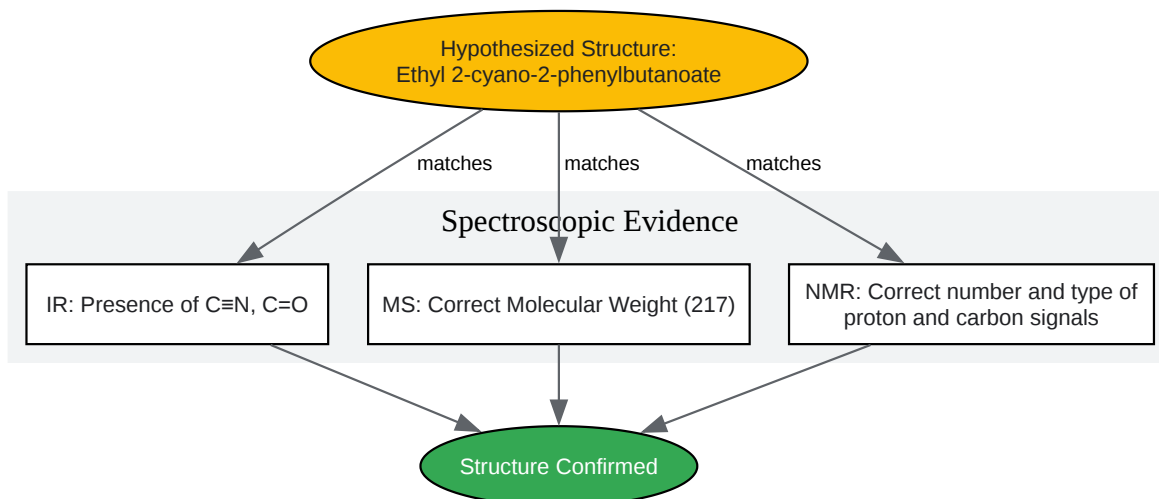 Hypothesized Structure:
Ethyl 2-cyano-2-phenylbutanoate
matches
matches
matches
Spectroscopic Evidence
IR: Presence of C≡N, C=O
MS: Correct Molecular Weight (217)
NMR: Correct number and type of
proton and carbon signals
Structure Confirmed